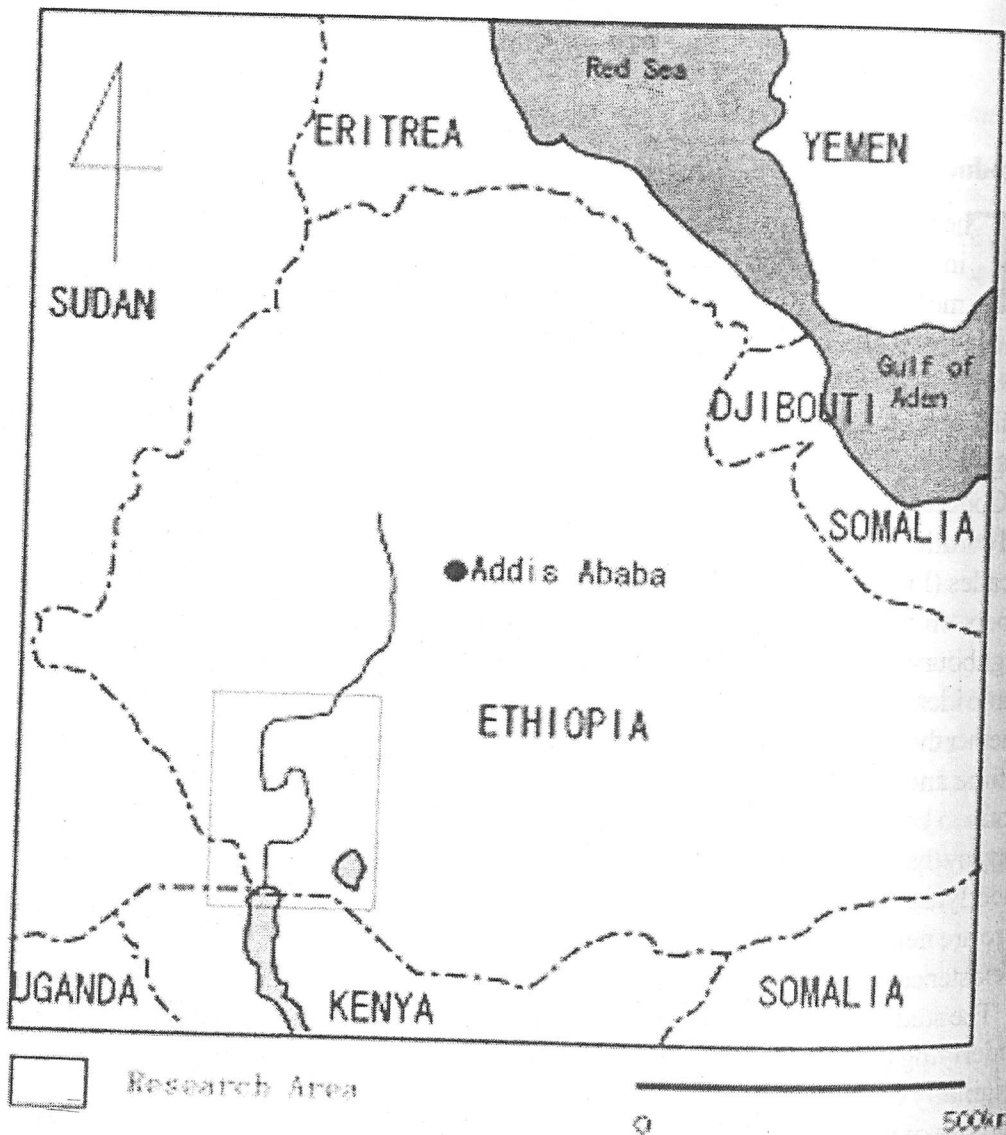 Red Sea
ERITREA
YEMEN
SUDAN
Gulf of
Aden
DJIBOUTI
SOMALIA
Addis Ababa
ETHIOPIA
UGANDA
KENYA
SOMALIA
Research Area
0 500km